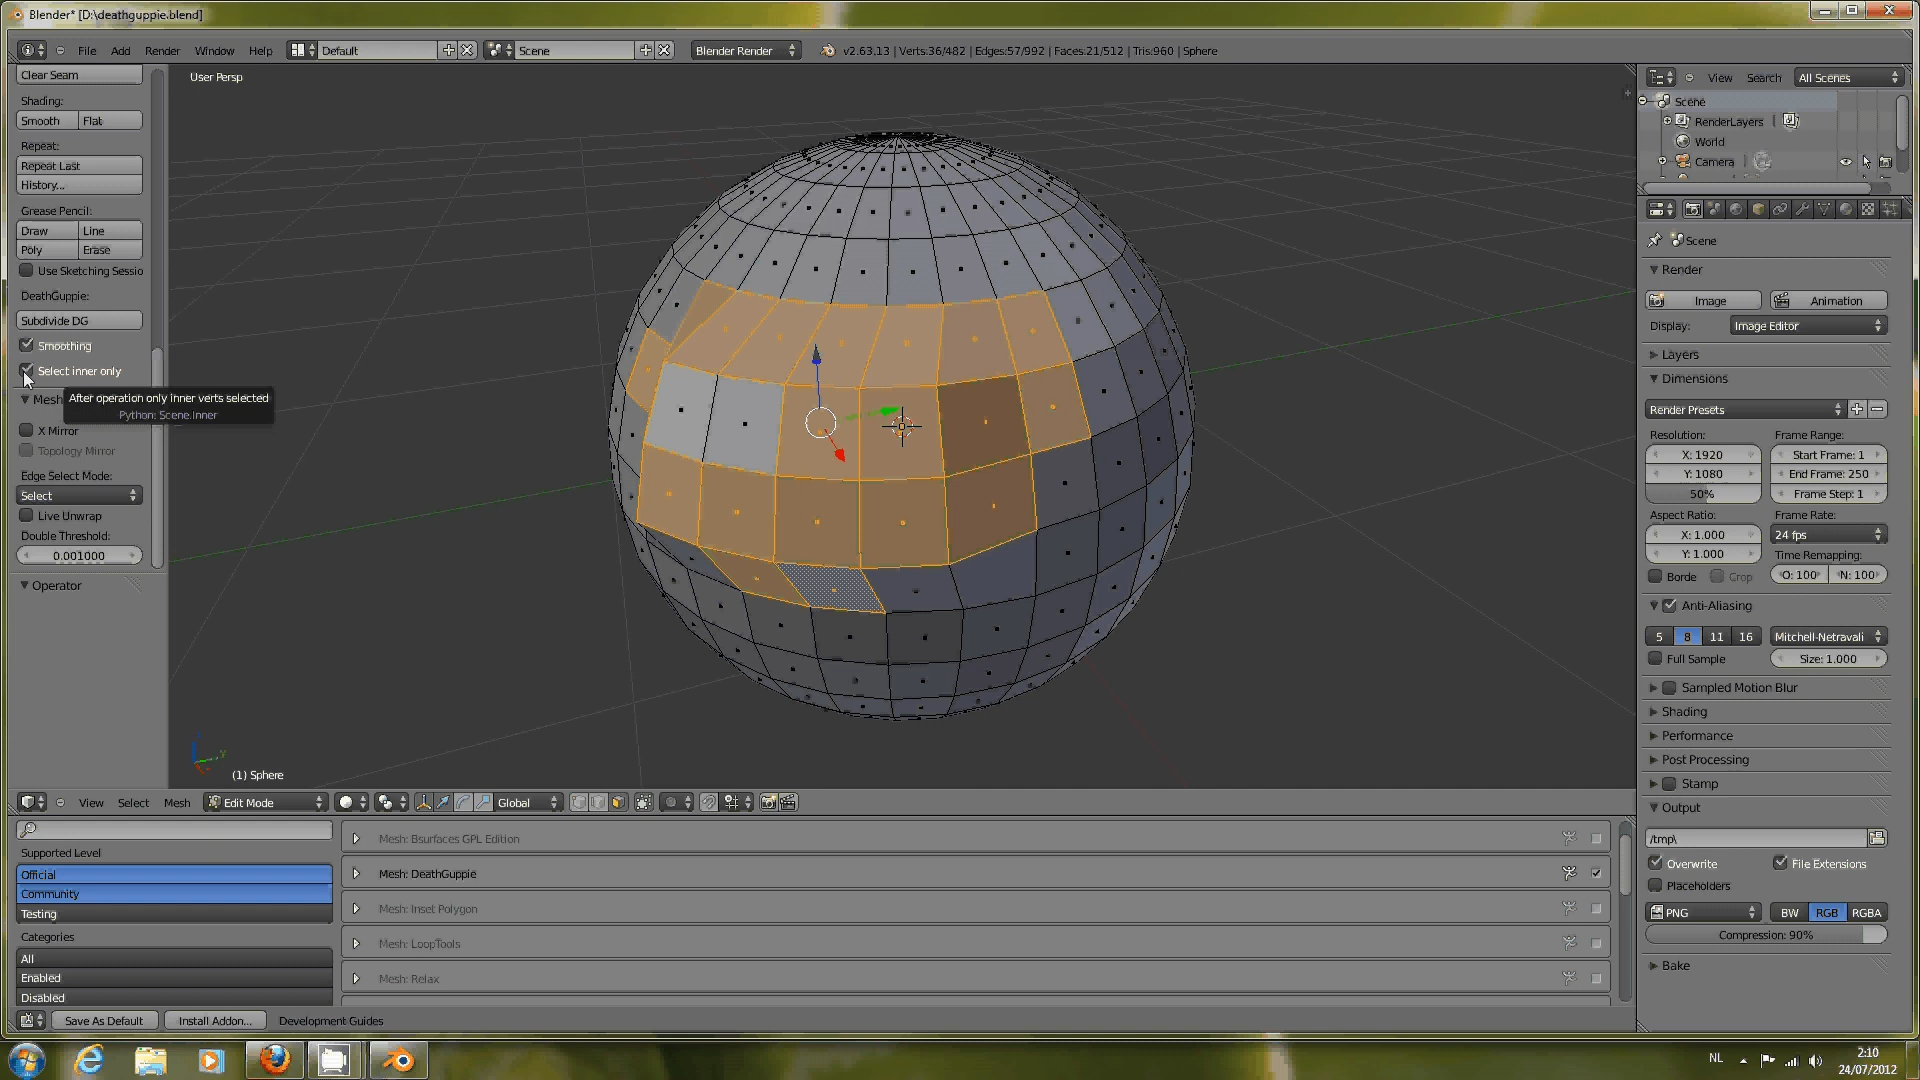 Blender* [D:\deathguppie.blend]
File Add Render Window Help Default Scene Blender Render v2.63.13 | Verts:36/482 | Edges:57/992 | Faces:21/512 | Tris:960 | Sphere
Clear Seam
Shading:
Smooth Flat
Repeat:
Repeat Last
History...
Grease Pencil:
Draw Line
Poly Erase
Use Sketching Sessio
DeathGuppie:
Subdivide DG
Smoothing
Select inner only
After operation only inner verts selected
Python: Scene.Inner
Mesh
X Mirror
Topology Mirror
Edge Select Mode:
Select
Live Unwrap
Double Threshold:
0.001000
Operator
User Persp
(1) Sphere
View Select Mesh Edit Mode Global
Supported Level
Official
Community
Testing
Categories
All
Enabled
Disabled
Mesh: Bsurfaces GPL Edition
Mesh: DeathGuppie
Mesh: Inset Polygon
Mesh: LoopTools
Mesh: Relax
Save As Default Install Addon... Development Guides
View Search All Scenes
Scene
RenderLayers
World
Camera
Scene
Render
Image Animation
Display: Image Editor
Layers
Dimensions
Render Presets
Resolution: Frame Range:
X: 1920 Start Frame: 1
Y: 1080 End Frame: 250
50% Frame Step: 1
Aspect Ratio: Frame Rate:
X: 1.000 24 fps
Y: 1.000 Time Remapping:
Borde Crop O: 100 N: 100
Anti-Aliasing
5 8 11 16 Mitchell-Netravali
Full Sample Size: 1.000
Sampled Motion Blur
Shading
Performance
Post Processing
Stamp
Output
/tmp\
Overwrite File Extensions
Placeholders
PNG BW RGB RGBA
Compression: 90%
Bake
NL 2:10
24/07/2012